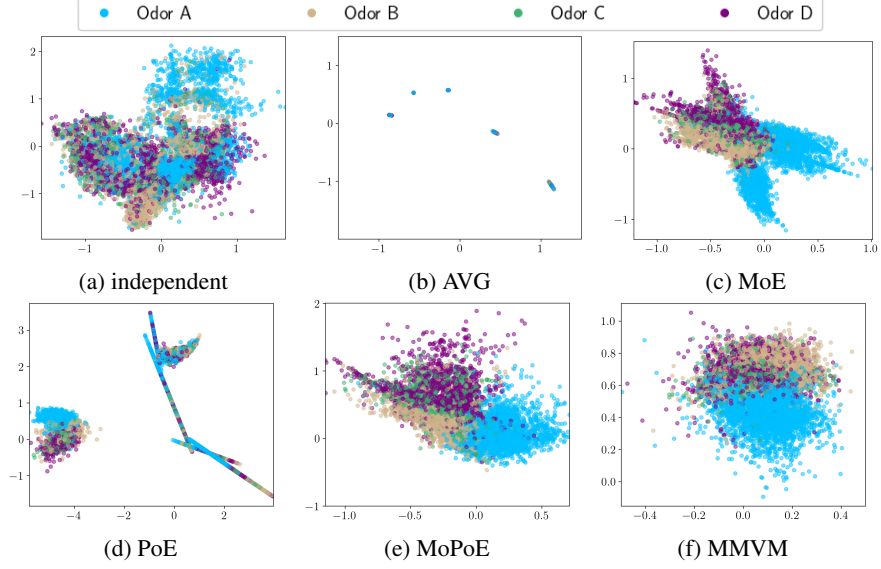 Odor A Odor B Odor C Odor D
2
1
0
−1
−1 0 1
(a) independent
1
0
−1
−1 0 1
(b) AVG
1
0
−1
−1.0 −0.5 0.0 0.5 1.0
(c) MoE
3
2
1
0
−1
−4 −2 0 2
(d) PoE
2
1
0
−1
−1.0 −0.5 0.0 0.5
(e) MoPoE
1.0
0.8
0.6
0.4
0.2
0.0
−0.4 −0.2 0.0 0.2 0.4
(f) MMVM